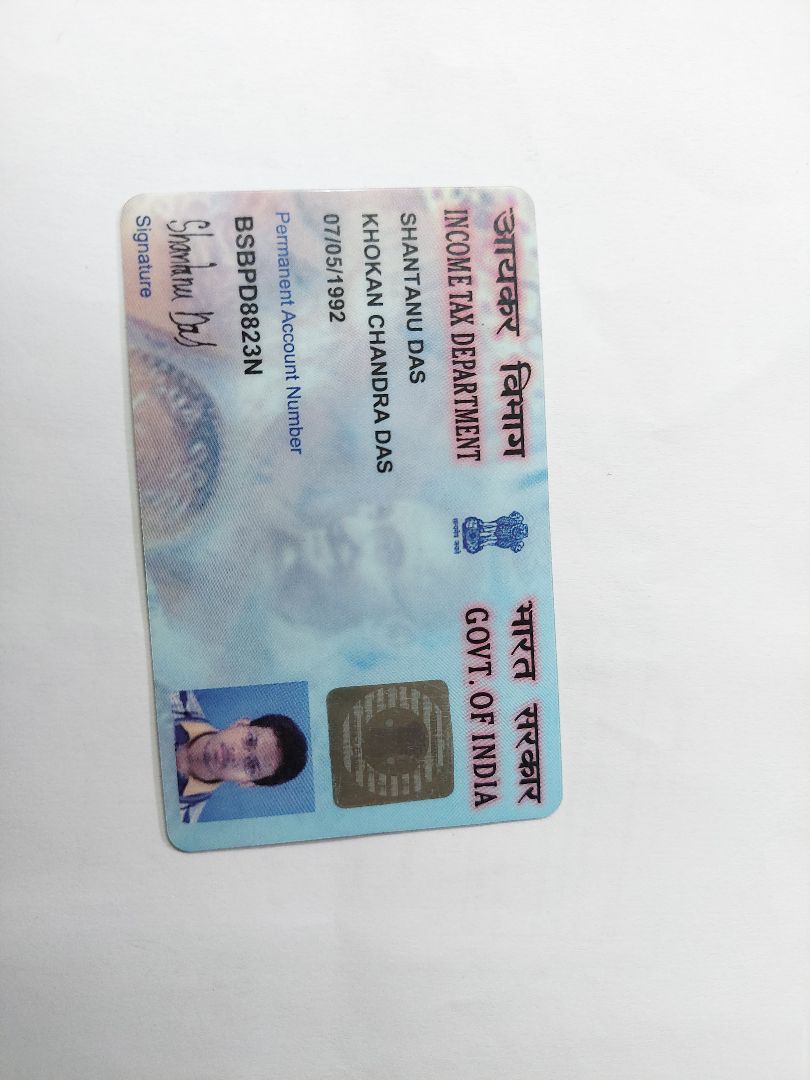 आयकर विभाग
INCOME TAX DEPARTMENT
भारत सरकार
GOVT. OF INDIA
SHANTANU DAS
KHOKAN CHANDRA DAS
07/05/1992
Permanent Account Number
BSBPD8823N
Shantanu Das
Signature